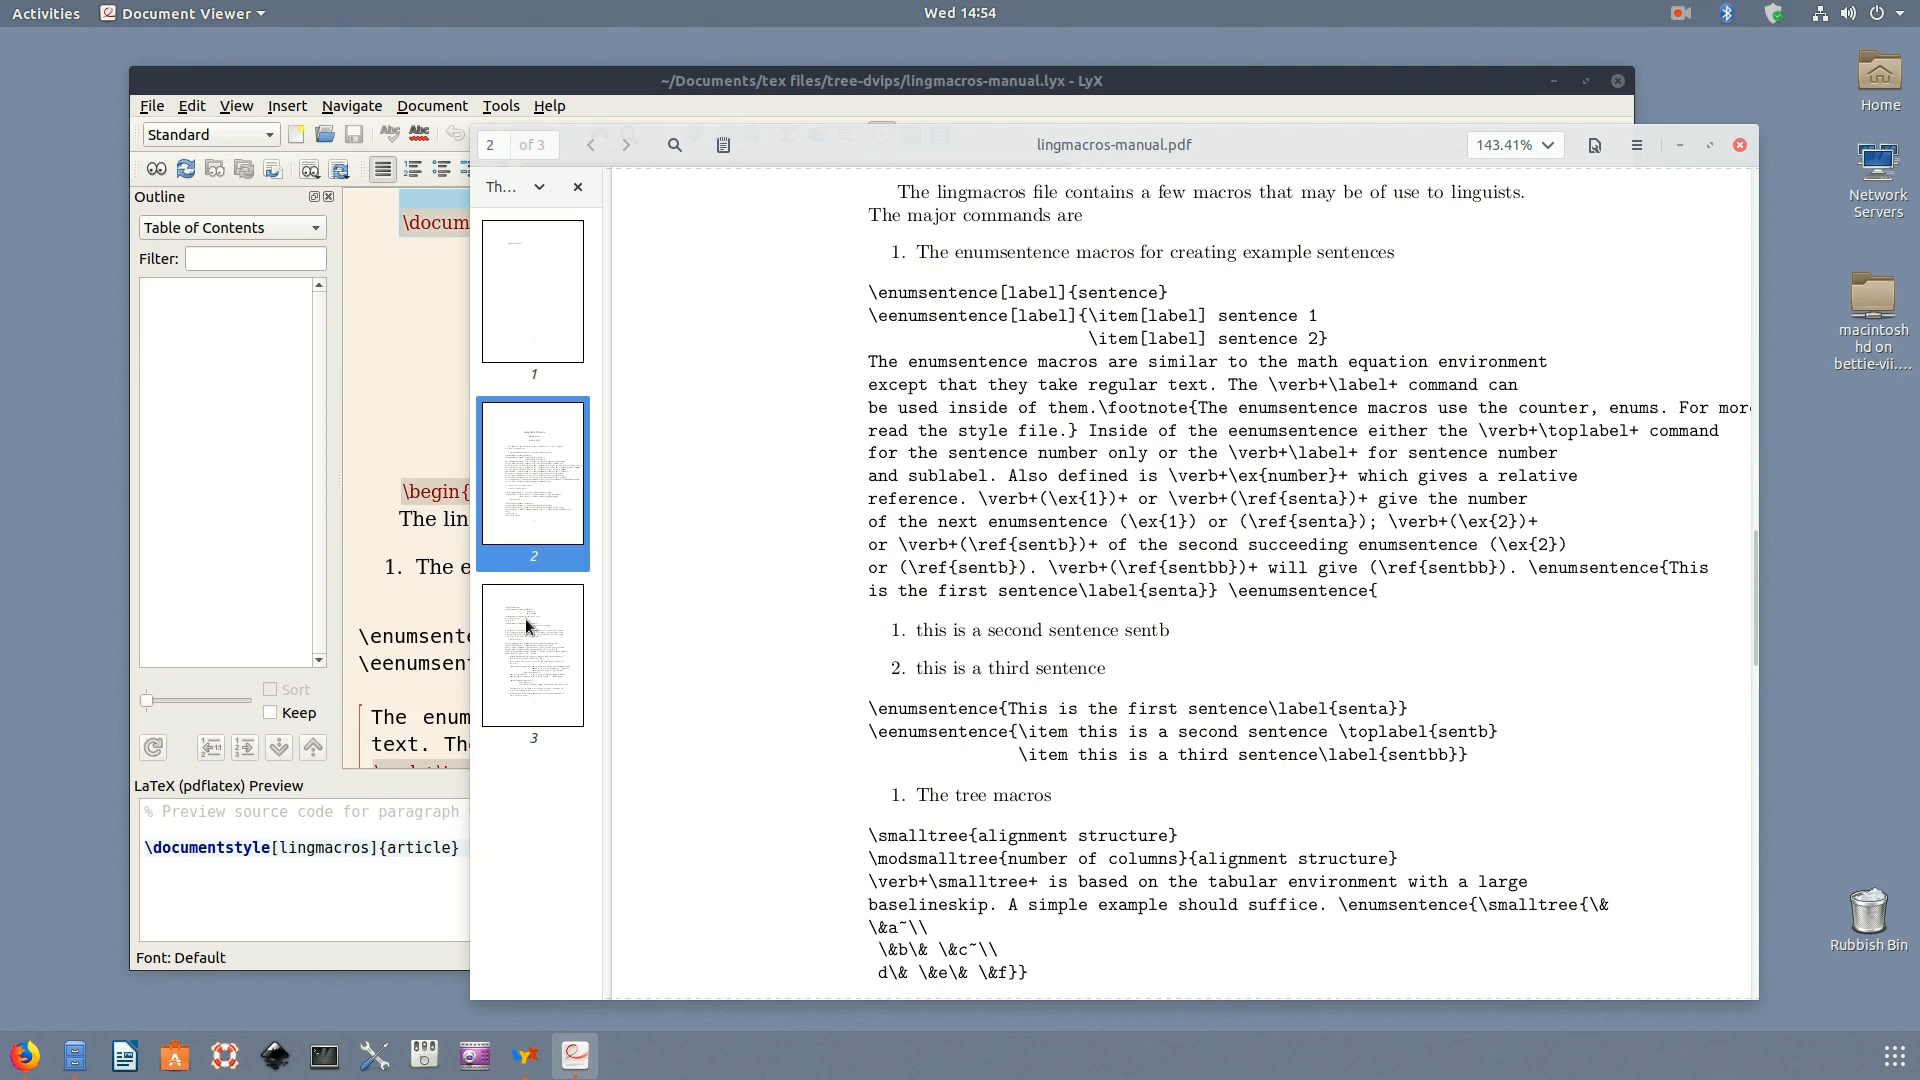 Activities
Document Viewer
Wed 14:54
~/Documents/tex files/tree-dvips/lingmacros-manual.lyx - LyX
File Edit View Insert Navigate Document Tools Help
Standard
Outline
Table of Contents
Filter:
Sort
Keep
\docum
\begin{
The lin
1. The e
\enumsente
\eenumsent
The enum
text. Th
LaTeX (pdflatex) Preview
% Preview source code for paragraph
\documentstyle[lingmacros]{article}
Font: Default
2 of 3
lingmacros-manual.pdf
143.41%
Th...
1
2
3
The lingmacros file contains a few macros that may be of use to linguists.
The major commands are
1. The enumsentence macros for creating example sentences
\enumsentence[label]{sentence}
\eenumsentence[label]{\item[label] sentence 1
\item[label] sentence 2}
The enumsentence macros are similar to the math equation environment
except that they take regular text. The \verb+\label+ command can
be used inside of them.\footnote{The enumsentence macros use the counter, enums. For mor
read the style file.} Inside of the eenumsentence either the \verb+\toplabel+ command
for the sentence number only or the \verb+\label+ for sentence number
and sublabel. Also defined is \verb+\ex{number}+ which gives a relative
reference. \verb+(\ex{1})+ or \verb+(\ref{senta})+ give the number
of the next enumsentence (\ex{1}) or (\ref{senta}); \verb+(\ex{2})+
or \verb+(\ref{sentb})+ of the second succeeding enumsentence (\ex{2})
or (\ref{sentb}). \verb+(\ref{sentbb})+ will give (\ref{sentbb}). \enumsentence{This
is the first sentence\label{senta}} \eenumsentence{
1. this is a second sentence sentb
2. this is a third sentence
\enumsentence{This is the first sentence\label{senta}}
\eenumsentence{\item this is a second sentence \toplabel{sentb}
\item this is a third sentence\label{sentbb}}
1. The tree macros
\smalltree{alignment structure}
\modsmalltree{number of columns}{alignment structure}
\verb+\smalltree+ is based on the tabular environment with a large
baselineskip. A simple example should suffice. \enumsentence{\smalltree{\&
\&a~\\
\&b\& \&c~\\
d\& \&e\& \&f}}
Home
Network
Servers
macintosh
hd on
bettie-vii....
Rubbish Bin